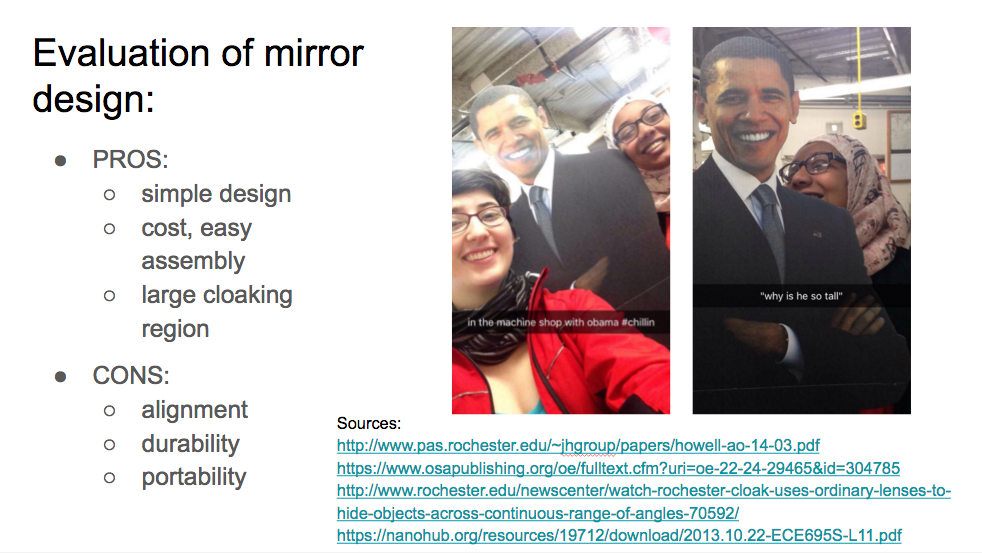 Evaluation of mirror
design:
● PROS:
○ simple design
○ cost, easy
assembly
○ large cloaking
region
● CONS:
○ alignment
○ durability
○ portability
in the machine shop with obama #chillin
"why is he so tall"
Sources:
http://www.pas.rochester.edu/~jhgroup/papers/howell-ao-14-03.pdf
https://www.osapublishing.org/oe/fulltext.cfm?uri=oe-22-24-29465&id=304785
http://www.rochester.edu/newscenter/watch-rochester-cloak-uses-ordinary-lenses-to-
hide-objects-across-continuous-range-of-angles-70592/
https://nanohub.org/resources/19712/download/2013.10.22-ECE695S-L11.pdf